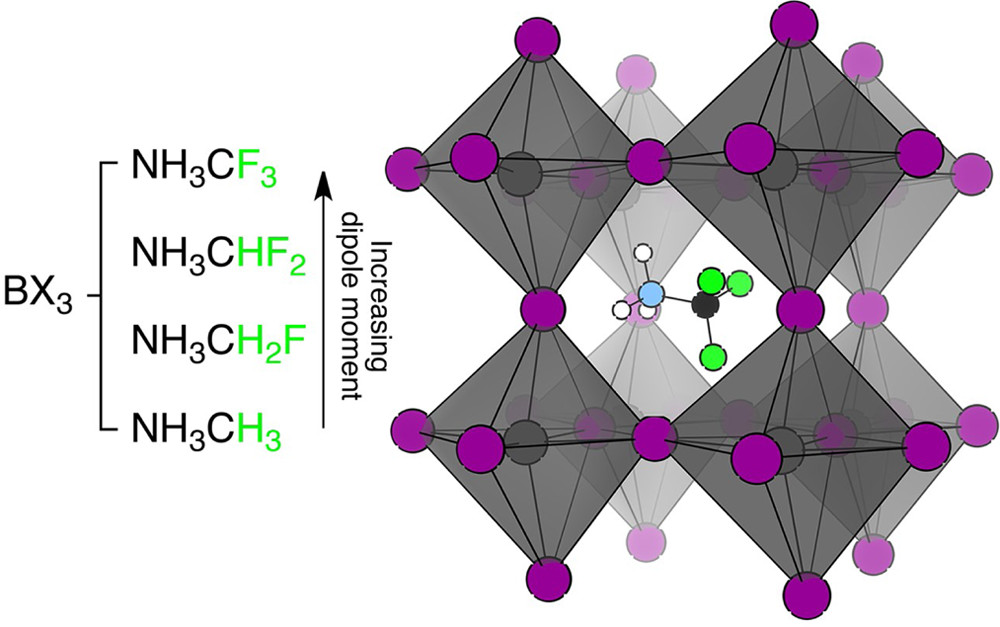 BX₃
NH₃CF₃
NH₃CHF₂
NH₃CH₂F
NH₃CH₃
Increasing
dipole moment